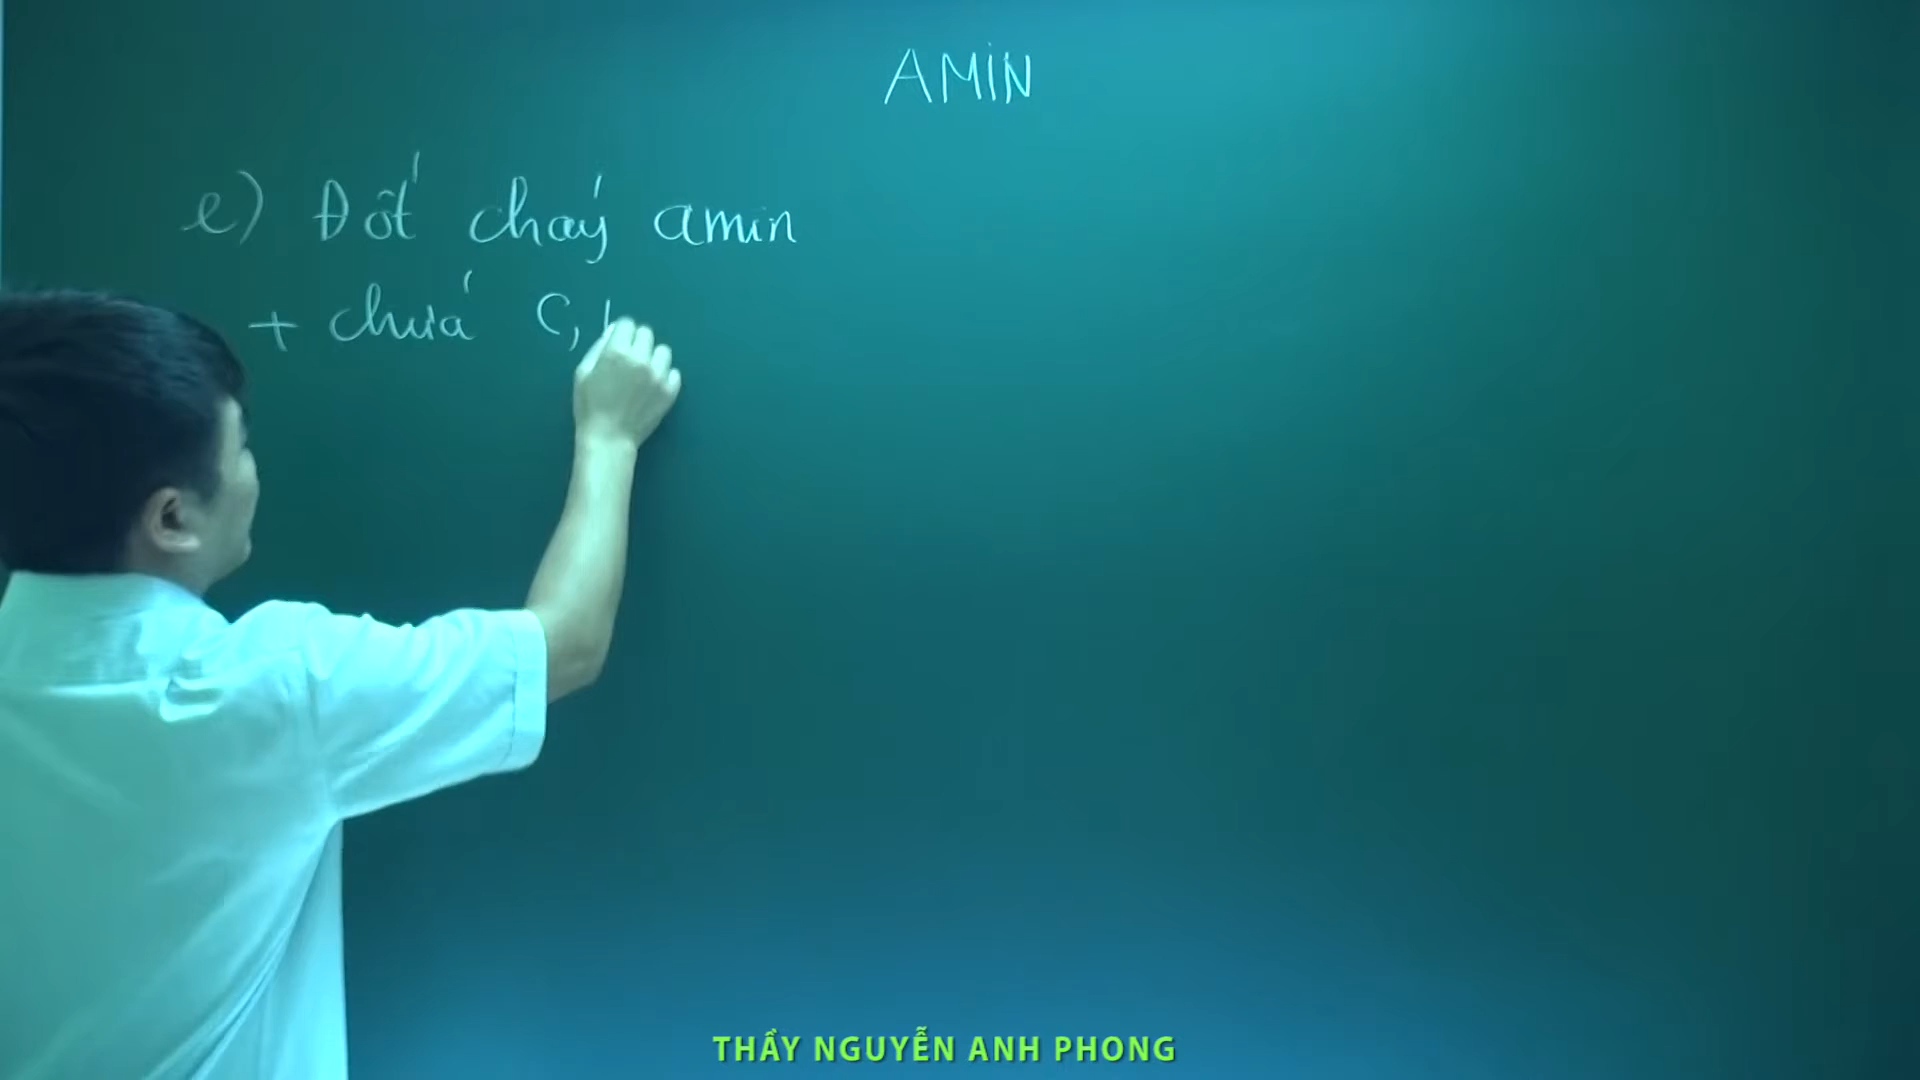 AMIN
e) Đốt cháy amin
+ chứa C,
THẦY NGUYỄN ANH PHONG